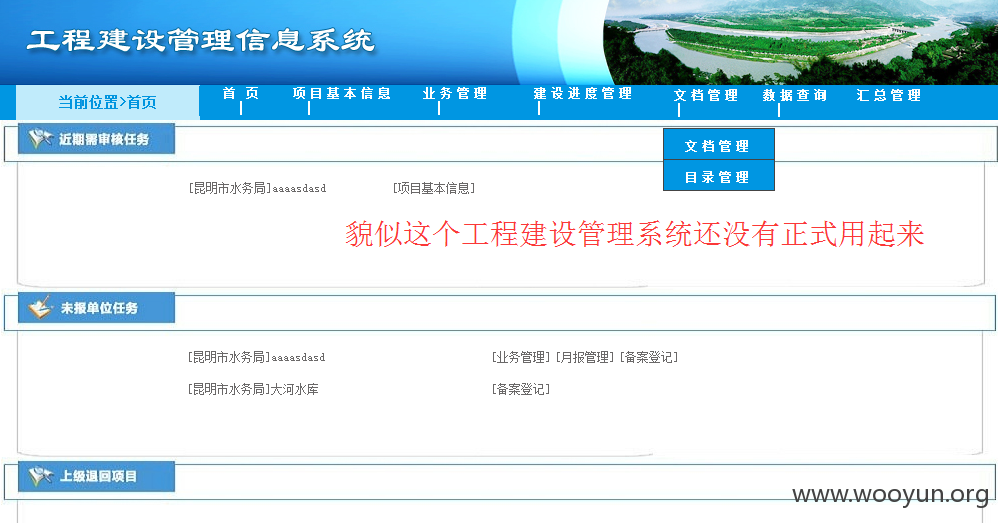 工程建设管理信息系统
当前位置>首页 首 页 项目基本信息 业务管理 建设进度管理 文档管理 数据查询 汇总管理
近期需审核任务
文档管理
目录管理
[昆明市水务局]aaaasdasd [项目基本信息]
貌似这个工程建设管理系统还没有正式用起来
未报单位任务
[昆明市水务局]aaaasdasd [业务管理] [月报管理] [备案登记]
[昆明市水务局]大河水库 [备案登记]
上级退回项目
www.wooyun.org